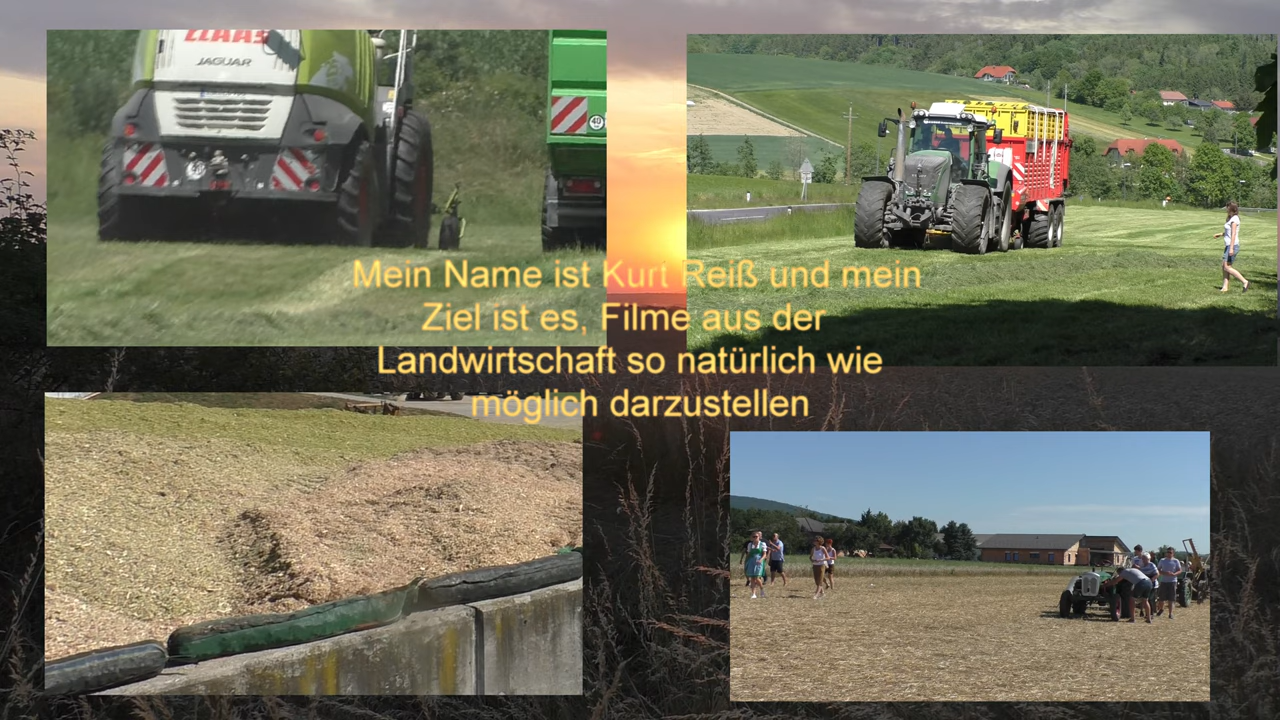 CLAAS
JAGUAR
40
Mein Name ist Kurt Reiß und mein
Ziel ist es, Filme aus der
Landwirtschaft so natürlich wie
möglich darzustellen